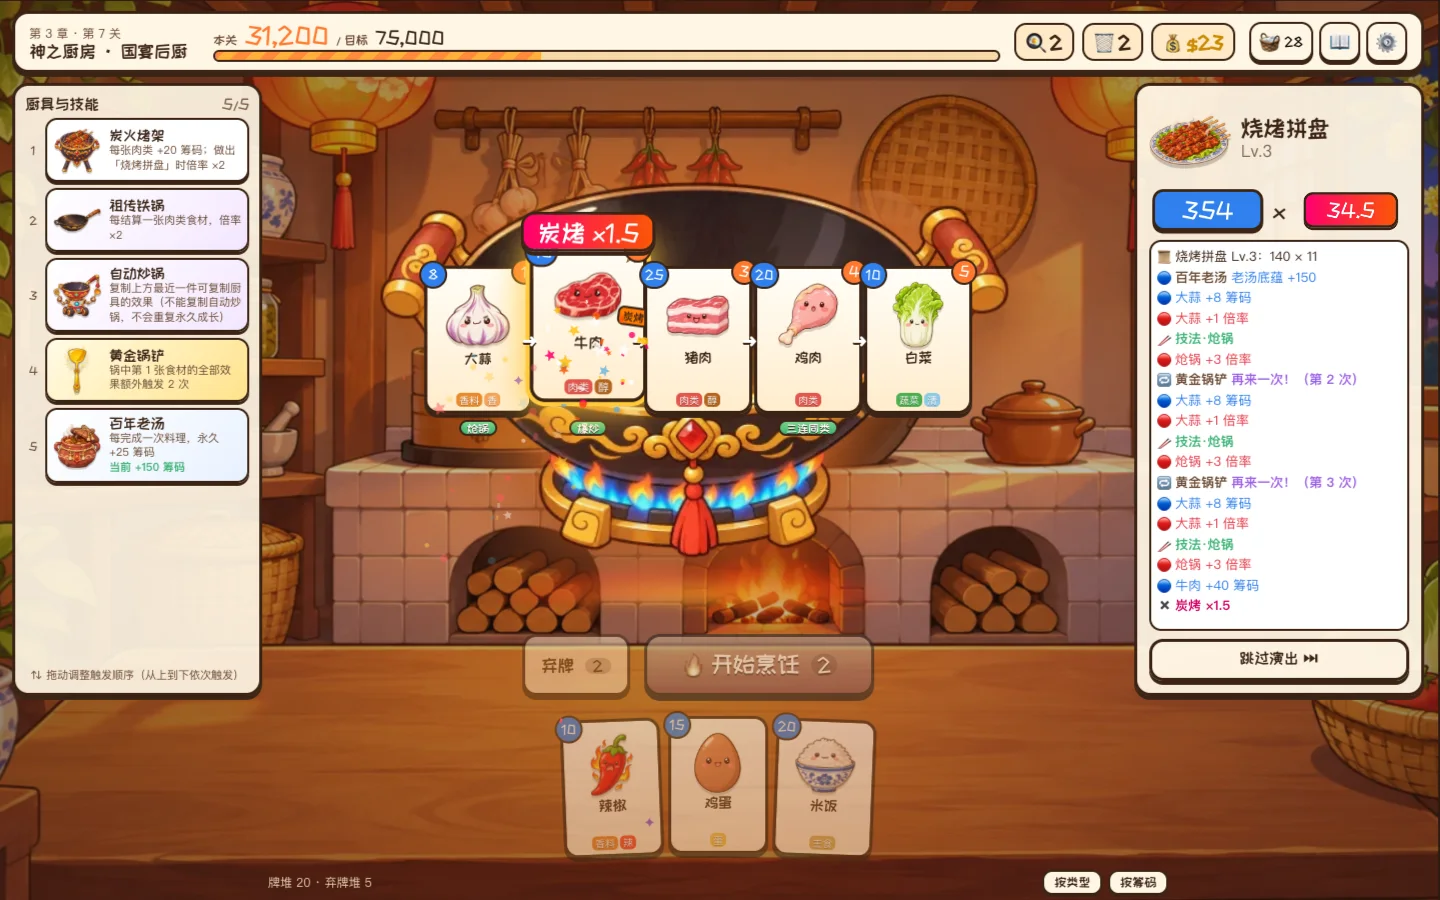 第 3 章 · 第 7 关
神之厨房 · 国宴后厨
本关 31,200 / 目标 75,000
2
2
$23
28
厨具与技能 5/5
1
炭火烤架
每张肉类 +20 筹码；做出
「烧烤拼盘」时倍率 ×2
2
祖传铁锅
每结算一张肉类食材，倍率
×2
3
自动炒锅
复制上方最近一件可复制厨
具的效果（不能复制自动炒
锅，不会重复永久成长）
4
黄金锅铲
锅中第 1 张食材的全部效
果额外触发 2 次
5
百年老汤
每完成一次料理，永久
+25 筹码
当前 +150 筹码
⇅ 拖动调整触发顺序（从上到下依次触发）
炭烤 ×1.5
8
大蒜
香料 香
炝锅
炭烤
牛肉
肉类 醇
爆炒
25
3
猪肉
肉类 醇
20
4
鸡肉
肉类
三连同类
10
5
白菜
蔬菜 清
弃牌 2
开始烹饪 2
10
辣椒
香料 辣
15
鸡蛋
20
米饭
主食
牌堆 20 · 弃牌堆 5
按类型
按筹码
烧烤拼盘
Lv.3
354 × 34.5
烧烤拼盘 Lv.3：140 × 11
百年老汤 老汤底蕴 +150
大蒜 +8 筹码
大蒜 +1 倍率
技法·炝锅
炝锅 +3 倍率
黄金锅铲 再来一次！（第 2 次）
大蒜 +8 筹码
大蒜 +1 倍率
技法·炝锅
炝锅 +3 倍率
黄金锅铲 再来一次！（第 3 次）
大蒜 +8 筹码
大蒜 +1 倍率
技法·炝锅
炝锅 +3 倍率
牛肉 +40 筹码
炭烤 ×1.5
跳过演出 ⏭